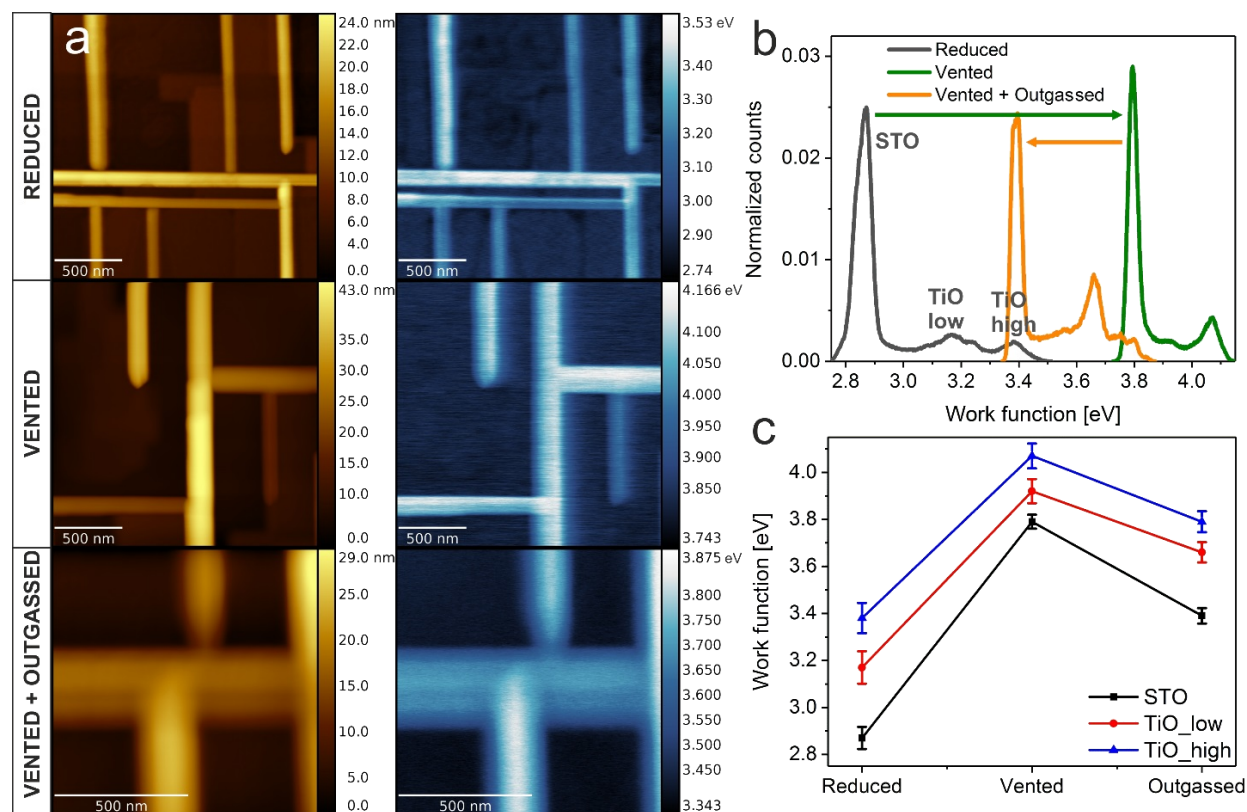 a
REDUCED
24.0 nm
22.0
20.0
18.0
16.0
14.0
12.0
10.0
8.0
6.0
4.0
0.0
500 nm
3.53 eV
3.40
3.30
3.20
3.10
3.00
2.90
2.74
500 nm
VENTED
43.0 nm
35.0
30.0
25.0
20.0
15.0
10.0
0.0
500 nm
4.166 eV
4.100
4.050
4.000
3.950
3.900
3.850
3.743
500 nm
VENTED + OUTGASSED
29.0 nm
25.0
20.0
15.0
10.0
5.0
0.0
500 nm
3.875 eV
3.800
3.750
3.700
3.650
3.600
3.550
3.500
3.450
3.343
500 nm
b
Reduced
Vented
Vented + Outgassed
STO
TiO
low
TiO
high
Normalized counts
0.03
0.02
0.01
0.00
2.8 3.0 3.2 3.4 3.6 3.8 4.0
Work function [eV]
c
Work function [eV]
4.0
3.8
3.6
3.4
3.2
3.0
2.8
STO
TiO_low
TiO_high
Reduced Vented Outgassed